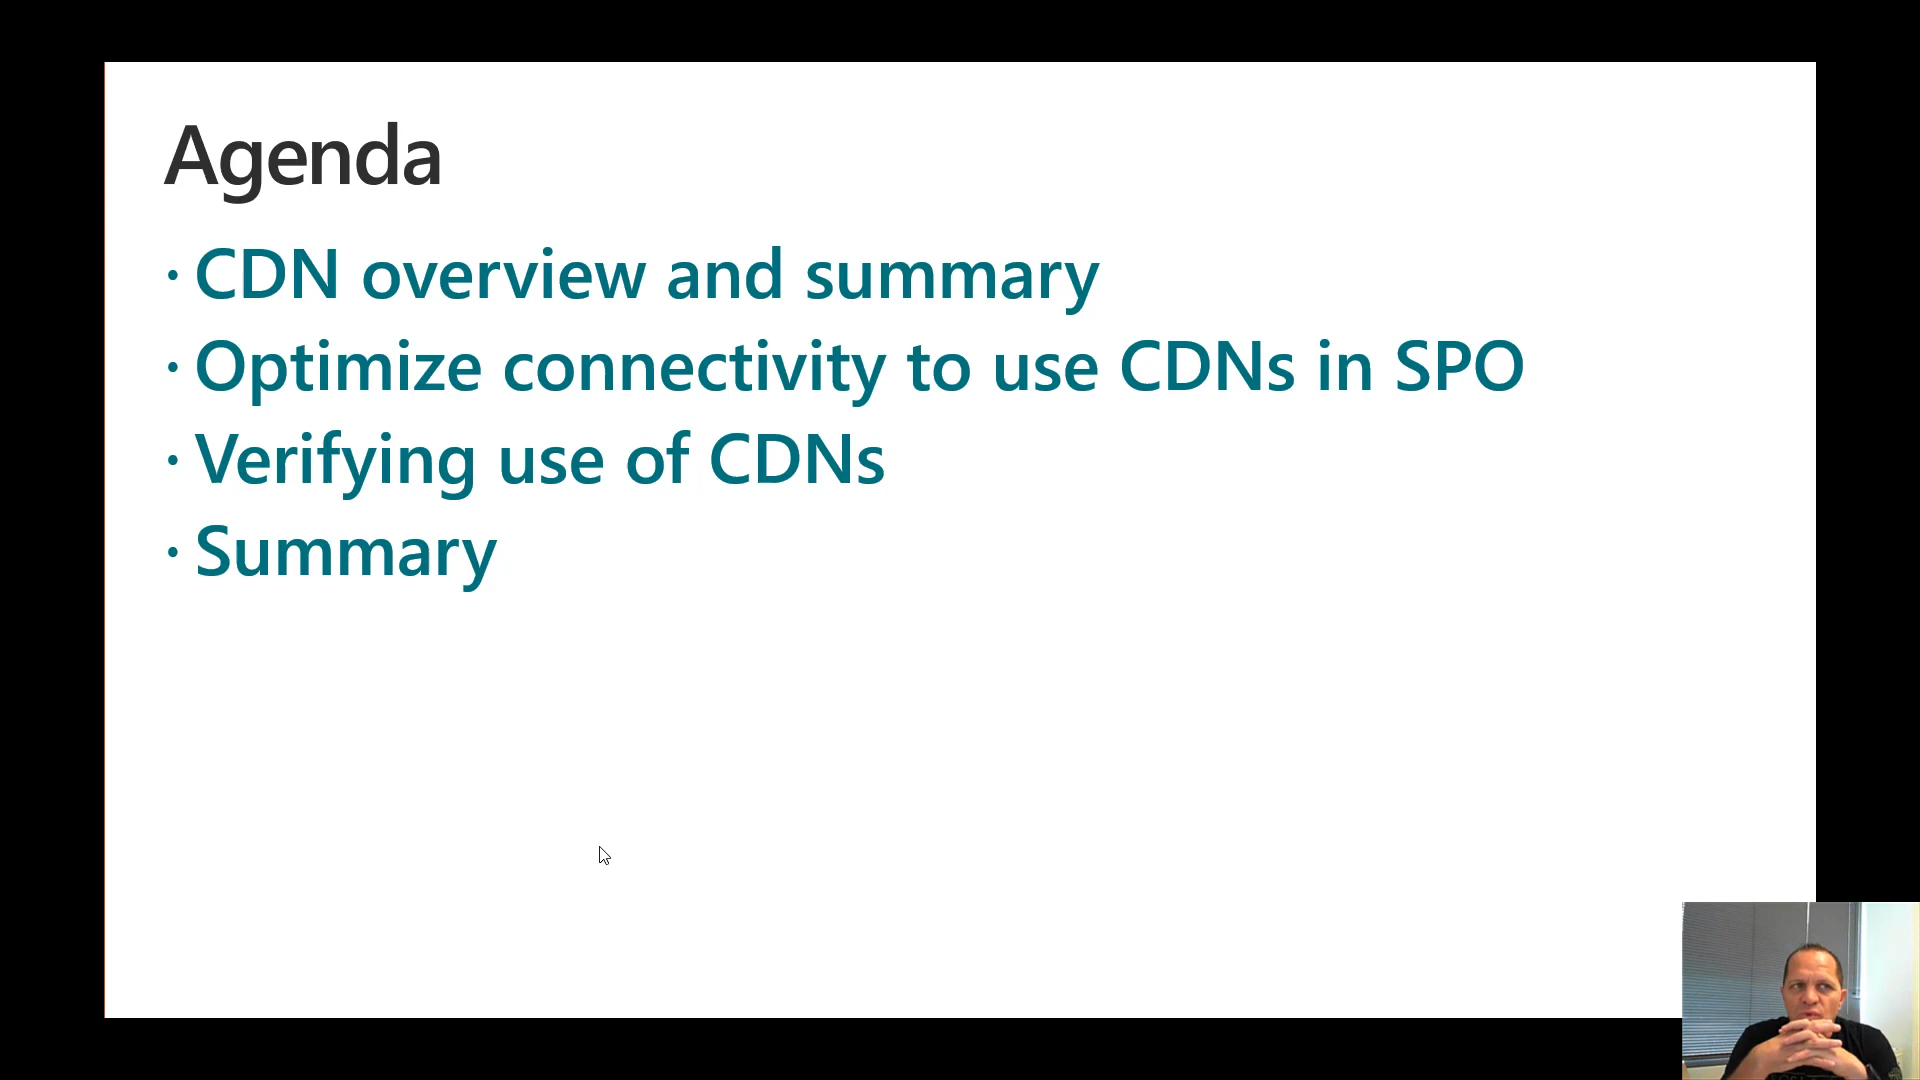 Agenda
· CDN overview and summary
· Optimize connectivity to use CDNs in SPO
· Verifying use of CDNs
· Summary